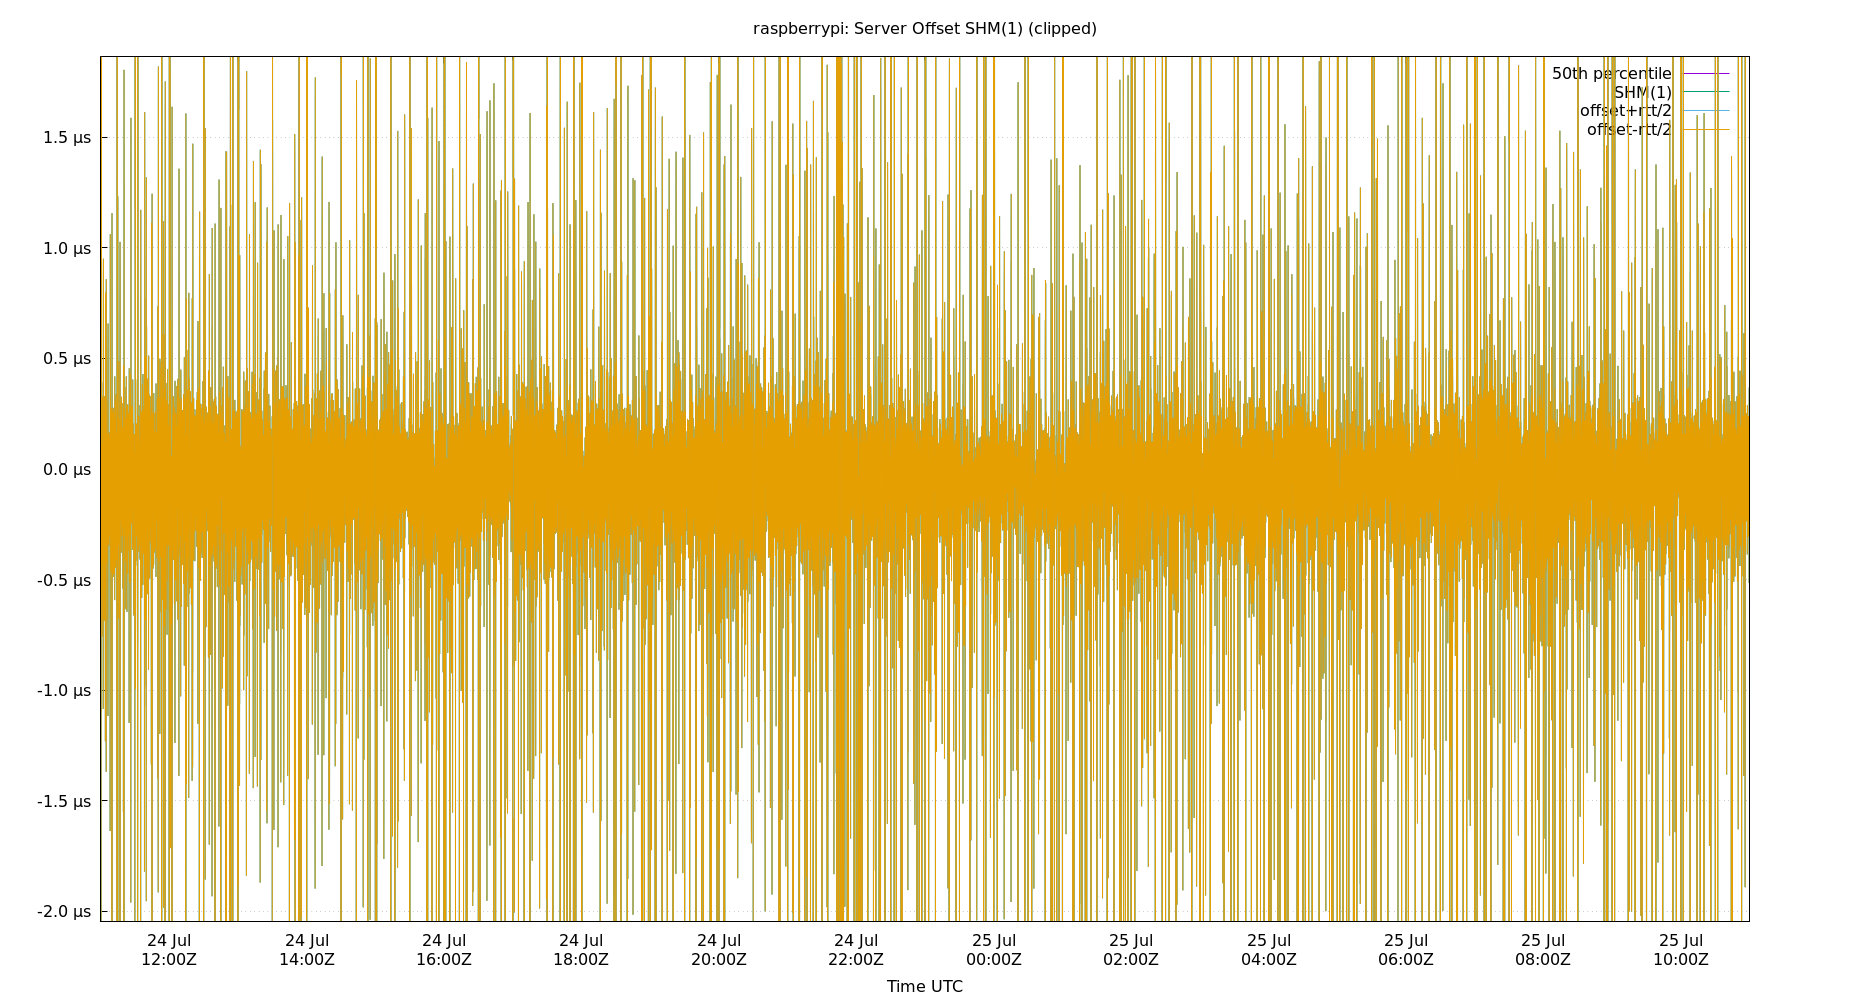 raspberrypi: Server Offset SHM(1) (clipped)
50th percentile
SHM(1)
offset+rtt/2
offset-rtt/2
1.5 µs
1.0 µs
0.5 µs
0.0 µs
-0.5 µs
-1.0 µs
-1.5 µs
-2.0 µs
24 Jul 24 Jul 24 Jul 24 Jul 24 Jul 24 Jul 25 Jul 25 Jul 25 Jul 25 Jul 25 Jul 25 Jul
12:00Z 14:00Z 16:00Z 18:00Z 20:00Z 22:00Z 00:00Z 02:00Z 04:00Z 06:00Z 08:00Z 10:00Z
Time UTC